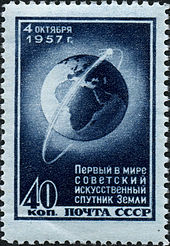 4 ОКТЯБРЯ
1957 г.
Первый в мире
советский
искусственный
спутник Земли
40
коп. ПОЧТА СССР